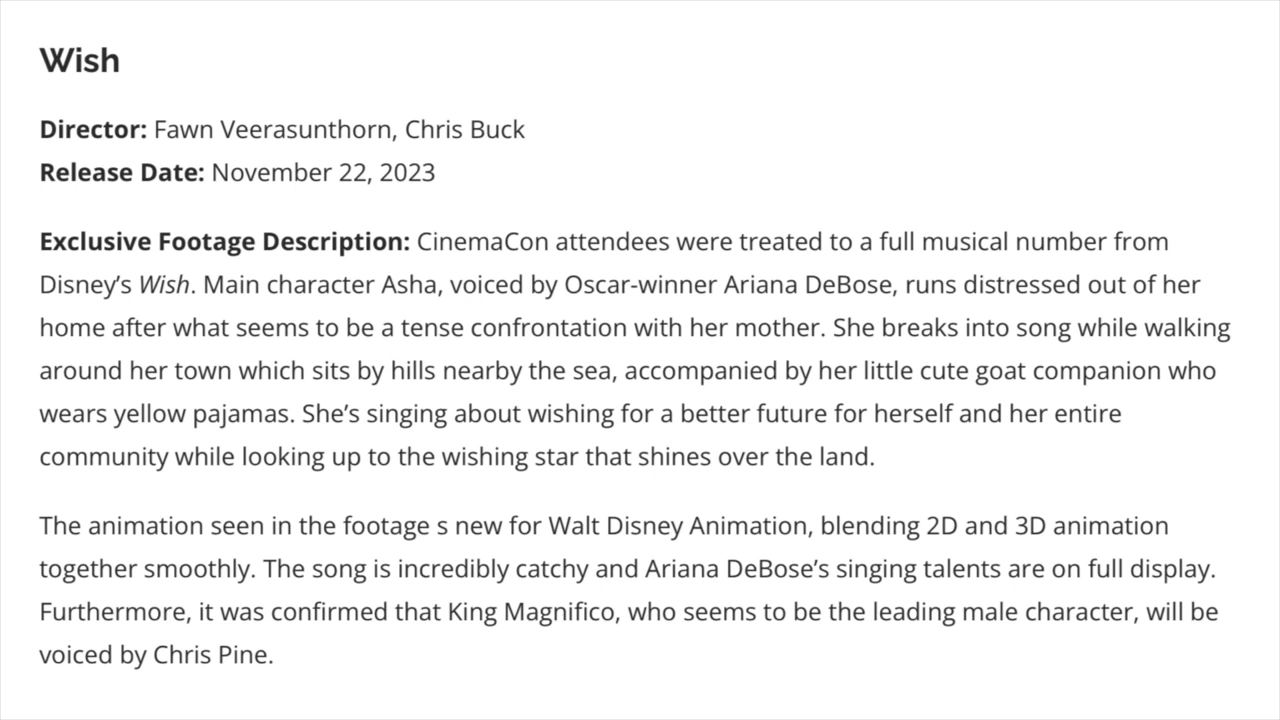 Wish
Director: Fawn Veerasunthorn, Chris Buck
Release Date: November 22, 2023
Exclusive Footage Description: CinemaCon attendees were treated to a full musical number from
Disney’s Wish. Main character Asha, voiced by Oscar-winner Ariana DeBose, runs distressed out of her
home after what seems to be a tense confrontation with her mother. She breaks into song while walking
around her town which sits by hills nearby the sea, accompanied by her little cute goat companion who
wears yellow pajamas. She’s singing about wishing for a better future for herself and her entire
community while looking up to the wishing star that shines over the land.
The animation seen in the footage s new for Walt Disney Animation, blending 2D and 3D animation
together smoothly. The song is incredibly catchy and Ariana DeBose’s singing talents are on full display.
Furthermore, it was confirmed that King Magnifico, who seems to be the leading male character, will be
voiced by Chris Pine.